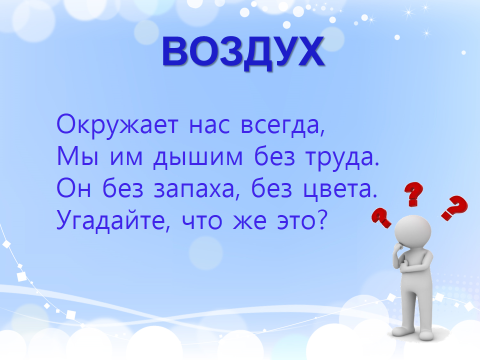 ВОЗДУХ
Окружает нас всегда,
Мы им дышим без труда.
Он без запаха, без цвета.
Угадайте, что же это?
? ? ?